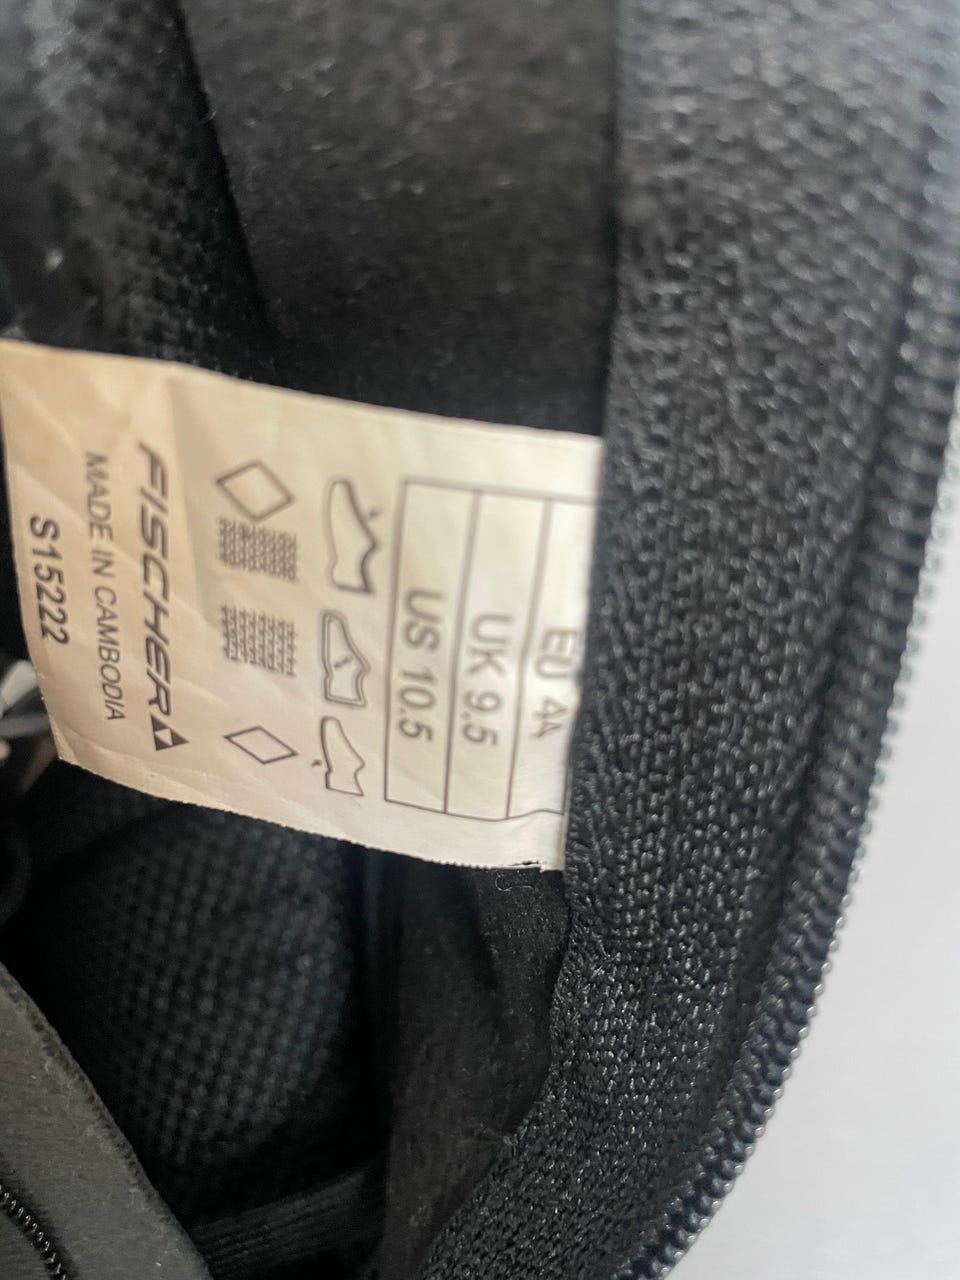 EU 44
UK 9.5
US 10.5
FISCHER
MADE IN CAMBODIA
S15222